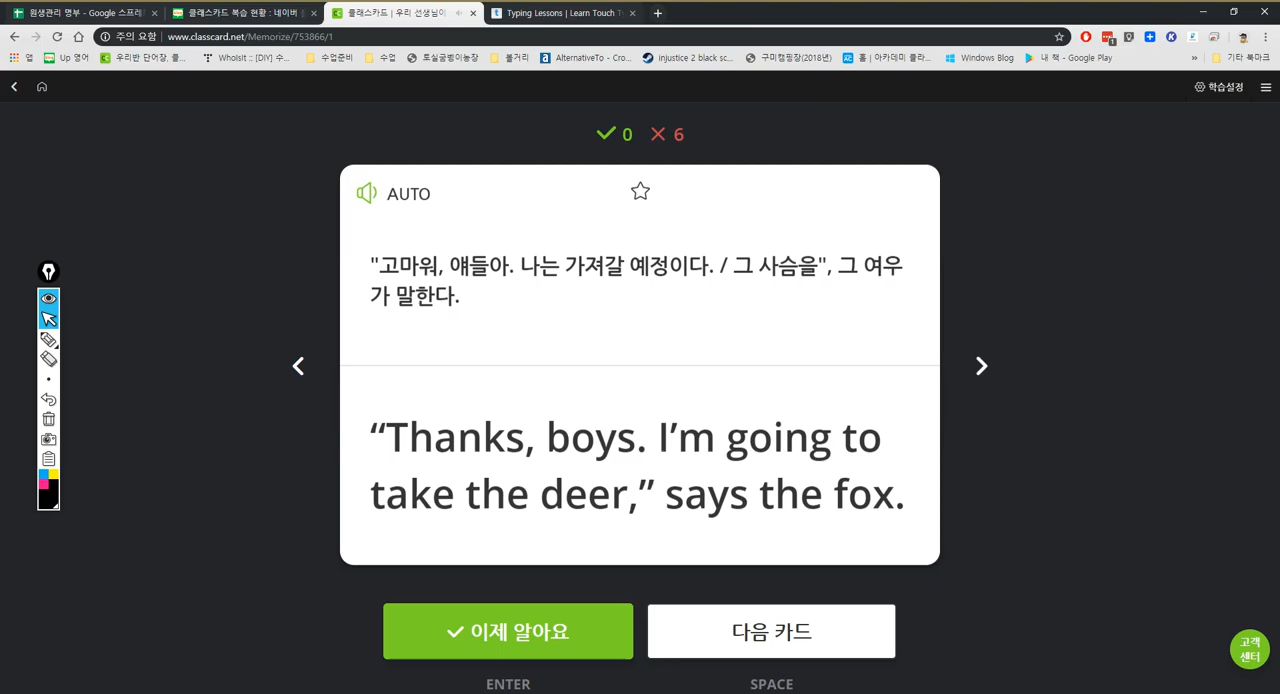 원생관리 명부 - Google 스프레
클래스카드 복습 현황 : 네이버
클래스카드 | 우리 선생님이
Typing Lessons | Learn Touch T
주의 요함
www.classcard.net/Memorize/753866/1
앱
Up 영어
우리반 단어장, 클...
WhoIst :: [DIY] 수...
수업준비
수업
토실굼벵이농장
볼거리
AlternativeTo - Cro...
injustice 2 black sc...
구미캠핑장(2018년)
홈 | 아카데미 클라...
Windows Blog
내 책 - Google Play
»
기타 북마크
학습설정
0 6
AUTO
"고마워, 얘들아. 나는 가져갈 예정이다. / 그 사슴을", 그 여우
가 말한다.
“Thanks, boys. I’m going to
take the deer,” says the fox.
이제 알아요
다음 카드
고객
센터
ENTER
SPACE